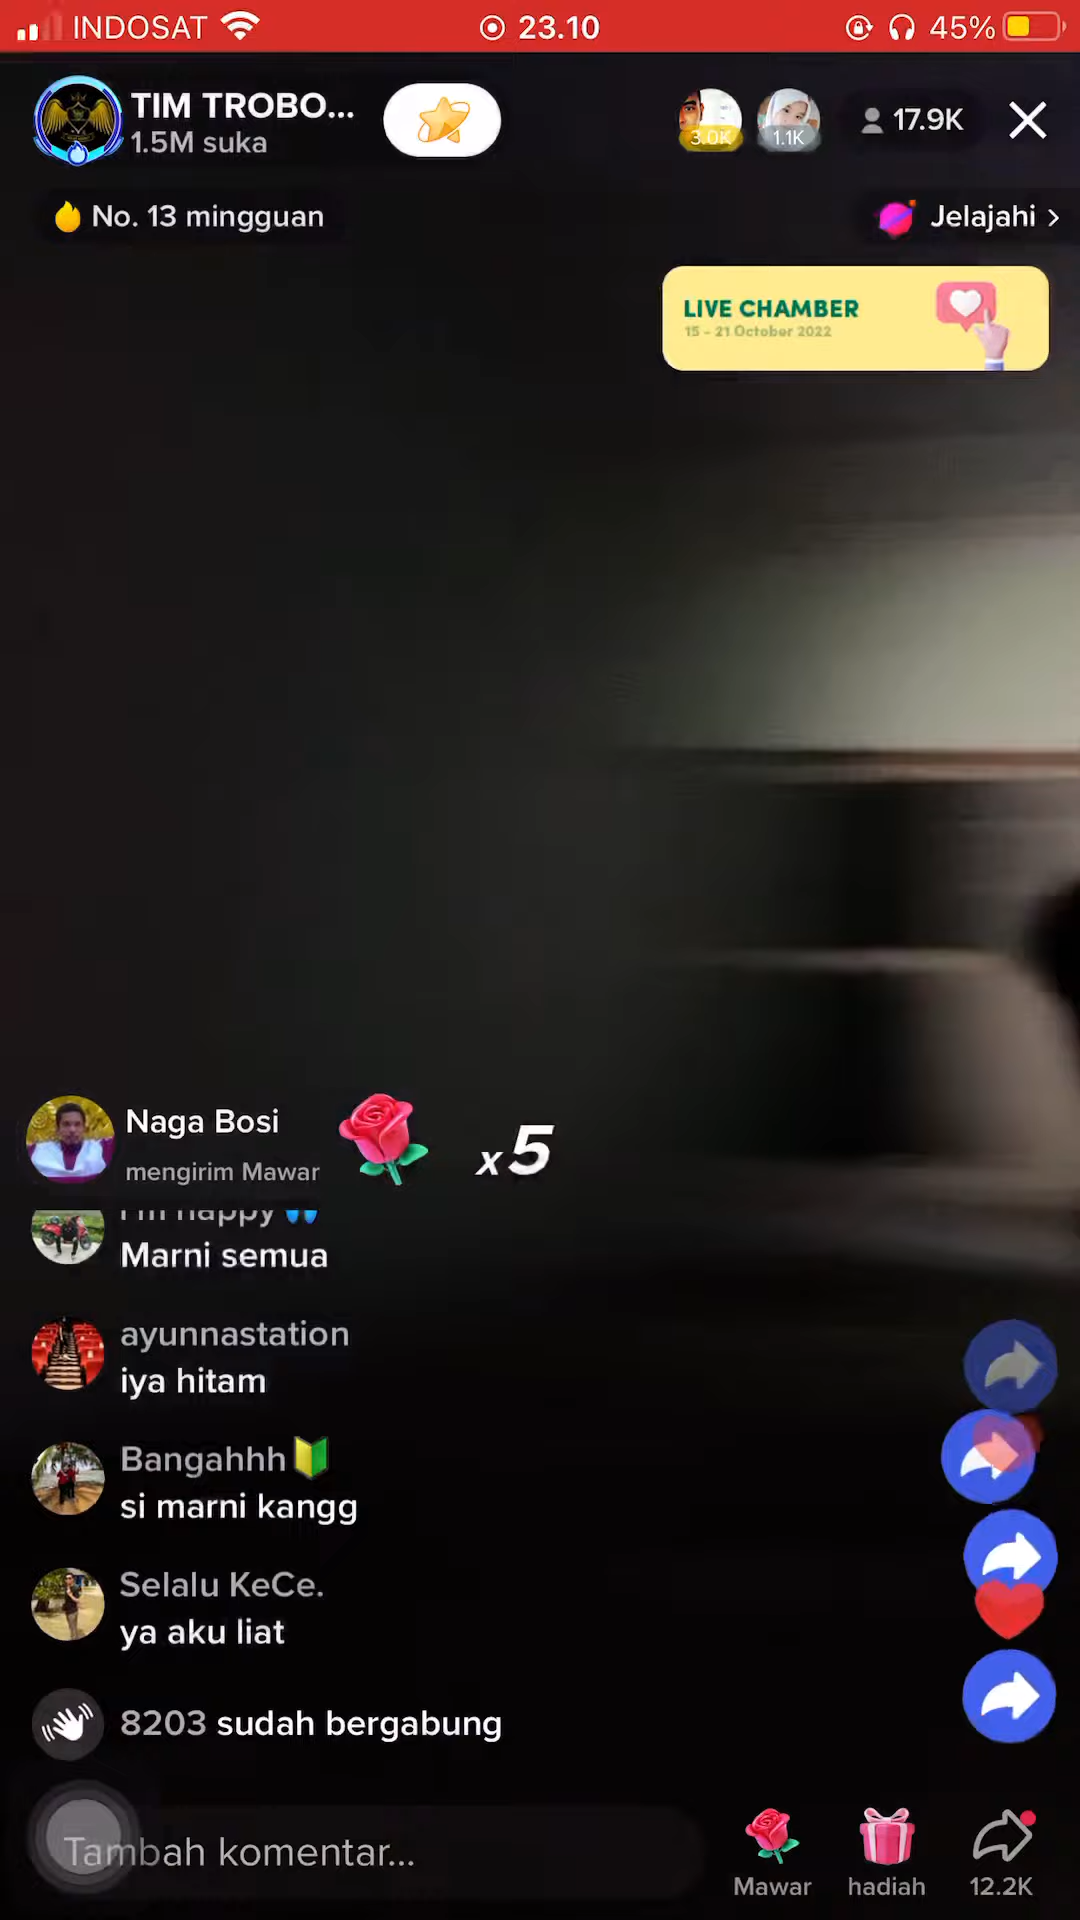 INDOSAT 23.10 45%
TIM TROBO...
1.5M suka
3.0K 1.1K 17.9K
No. 13 mingguan
Jelajahi >
LIVE CHAMBER
15 - 21 October 2022
Naga Bosi
mengirim Mawar
x5
I'm happy
Marni semua
ayunnastation
iya hitam
Bangahhh
si marni kangg
Selalu KeCe.
ya aku liat
8203 sudah bergabung
Tambah komentar...
Mawar hadiah 12.2K